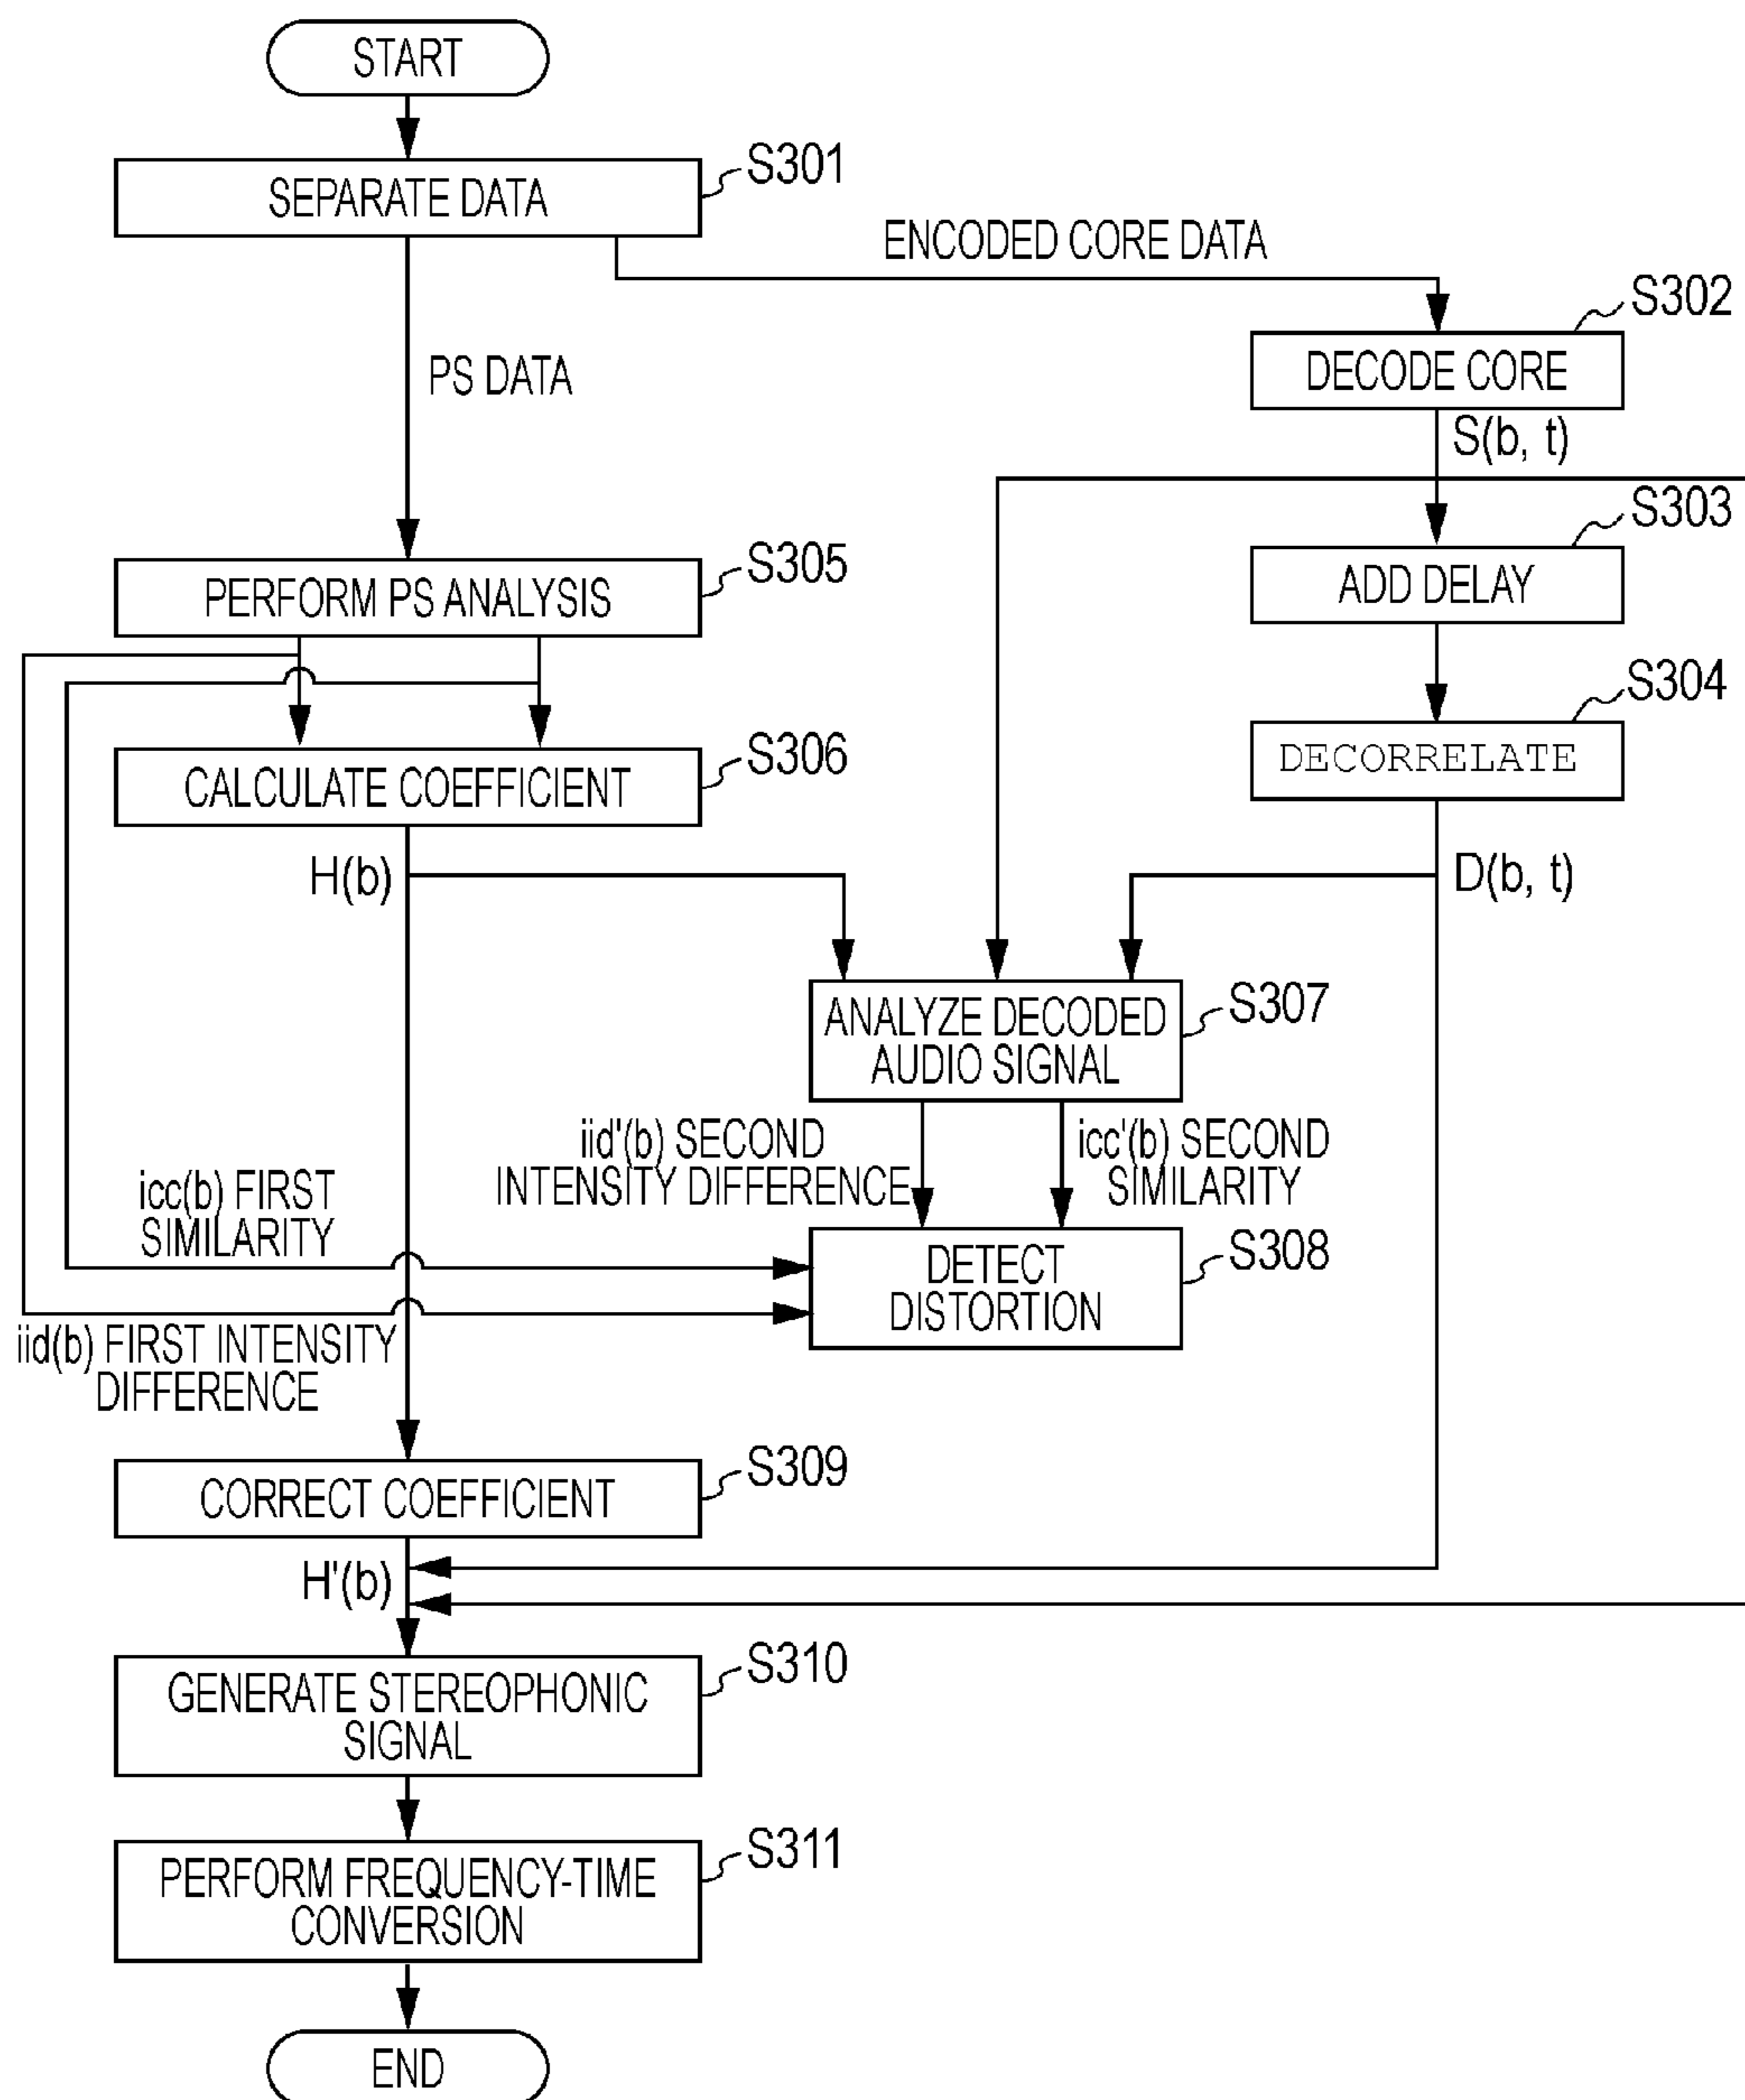 START
S301
SEPARATE DATA
ENCODED CORE DATA
S302
DECODE CORE
PS DATA
S(b, t)
S303
ADD DELAY
S305
PERFORM PS ANALYSIS
S304
DECORRELATE
S306
CALCULATE COEFFICIENT
H(b)
D(b, t)
S307
ANALYZE DECODED
AUDIO SIGNAL
iid'(b) SECOND
INTENSITY DIFFERENCE
icc'(b) SECOND
SIMILARITY
icc(b) FIRST
SIMILARITY
S308
DETECT
DISTORTION
iid(b) FIRST INTENSITY
DIFFERENCE
S309
CORRECT COEFFICIENT
H'(b)
S310
GENERATE STEREOPHONIC
SIGNAL
S311
PERFORM FREQUENCY-TIME
CONVERSION
END